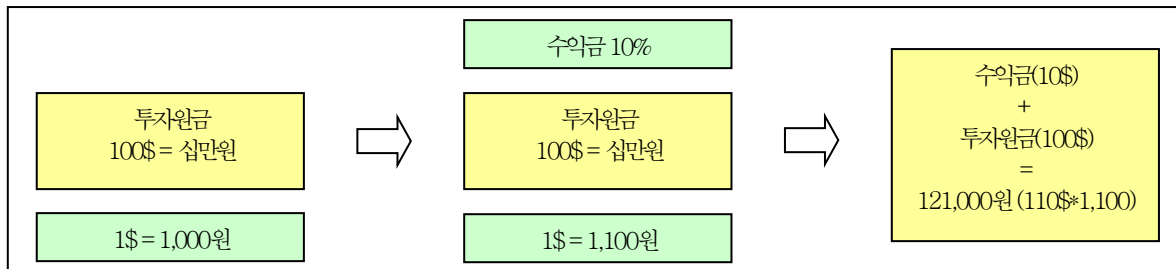 투자원금
100$ = 십만원
1$ = 1,000원
수익금 10%
투자원금
100$ = 십만원
1$ = 1,100원
수익금(10$)
+
투자원금(100$)
=
121,000원 (110$*1,100)